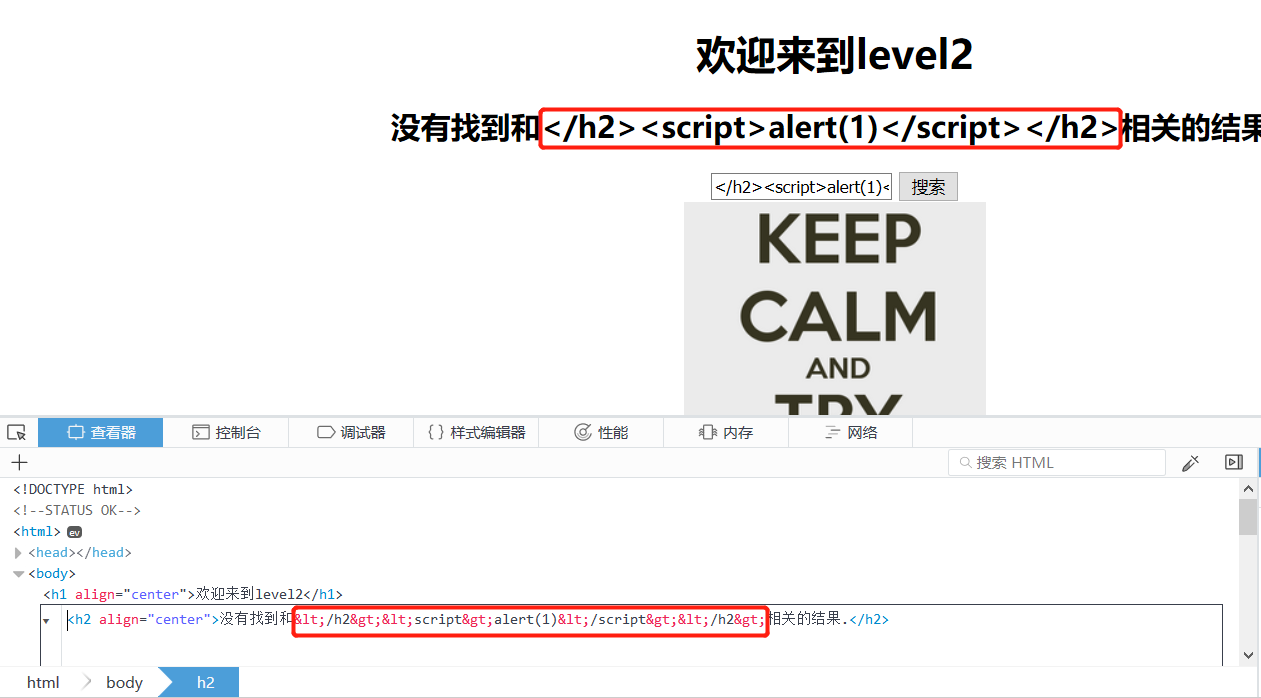 欢迎来到level2
没有找到和</h2><script>alert(1)</script></h2>相关的结果
</h2><script>alert(1)< 搜索
KEEP
CALM
AND
TRY
查看器 控制台 调试器 {} 样式编辑器 性能 内存 网络
+ 搜索 HTML
<!DOCTYPE html>
<!--STATUS OK-->
<html> ev
<head></head>
<body>
<h1 align="center">欢迎来到level2</h1>
<h2 align="center">没有找到和&lt;/h2&gt;&lt;script&gt;alert(1)&lt;/script&gt;&lt;/h2&gt;相关的结果.</h2>
html body h2